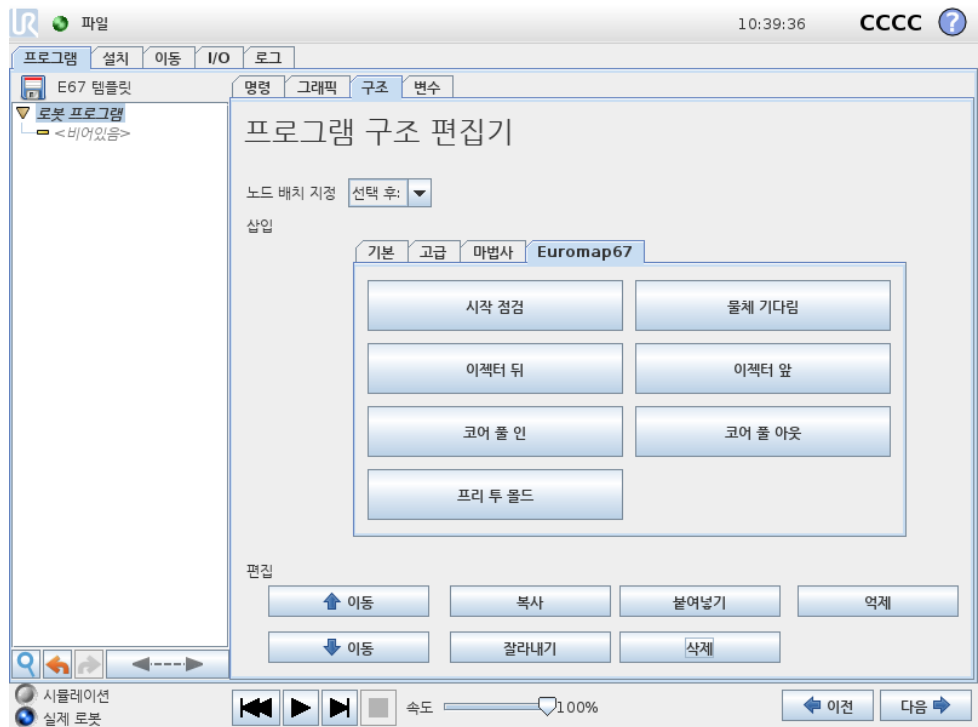 UR 파일 10:39:36 CCCC ?
프로그램 설치 이동 I/O 로그
E67 템플릿
명령 그래픽 구조 변수
로봇 프로그램
<비어있음>
프로그램 구조 편집기
노드 배치 지정 선택 후:
삽입
기본 고급 마법사 Euromap67
시작 점검 물체 기다림
이젝터 뒤 이젝터 앞
코어 풀 인 코어 풀 아웃
프리 투 몰드
편집
이동 복사 붙여넣기 억제
이동 잘라내기 삭제
시뮬레이션
실제 로봇
속도 100%
이전 다음